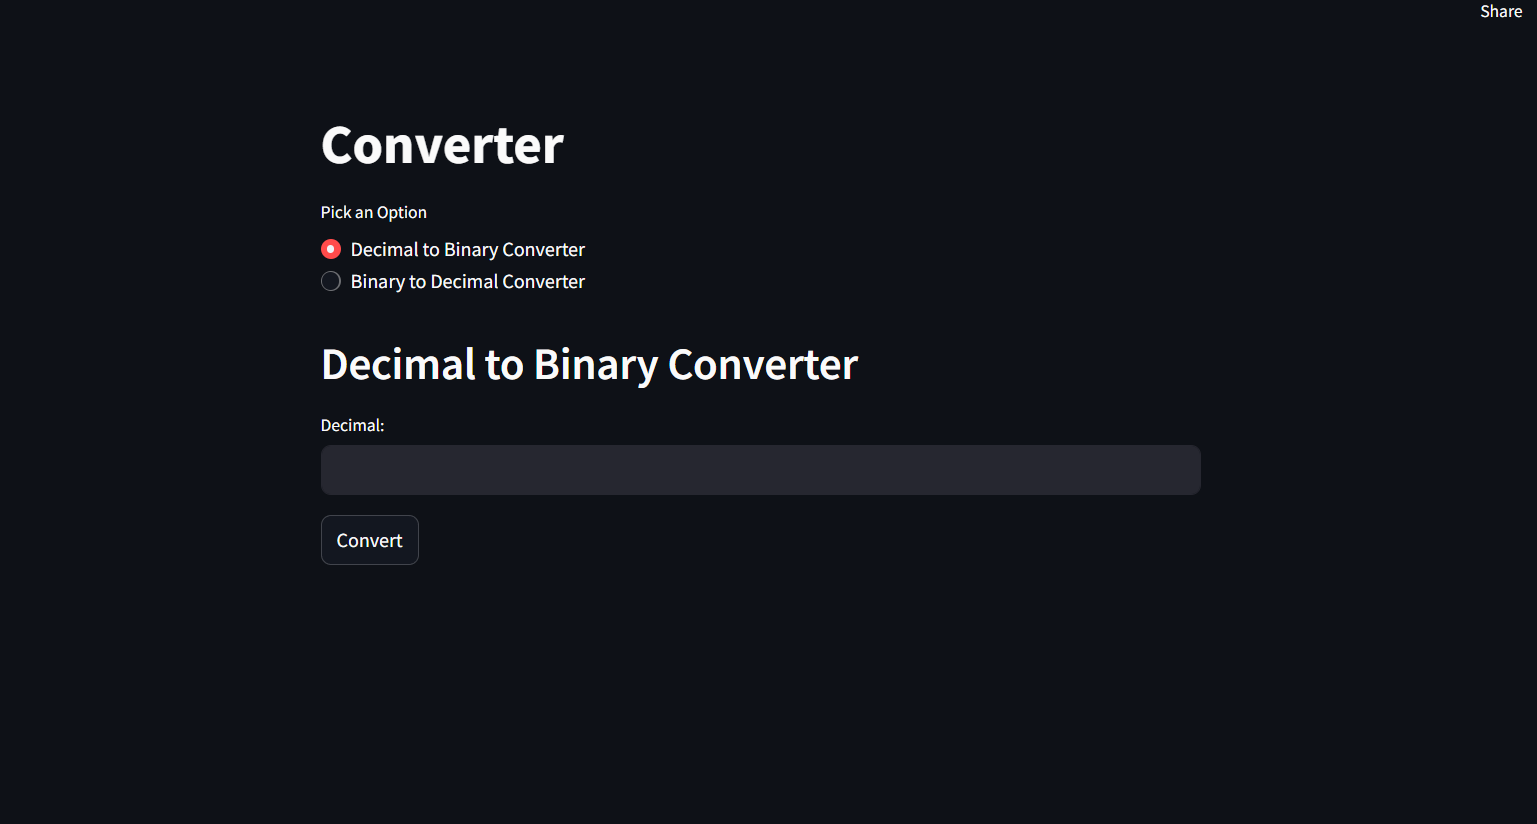 Share
Converter
Pick an Option
Decimal to Binary Converter
Binary to Decimal Converter
Decimal to Binary Converter
Decimal:
Convert